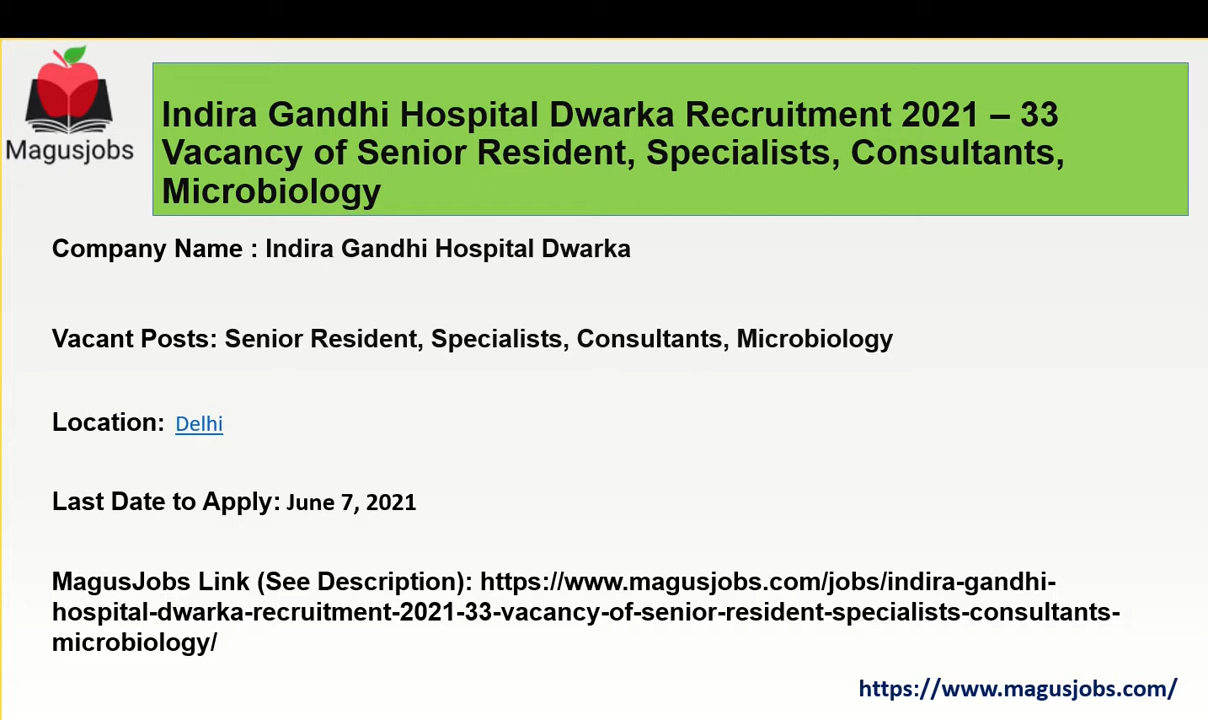 Magusjobs
Indira Gandhi Hospital Dwarka Recruitment 2021 – 33
Vacancy of Senior Resident, Specialists, Consultants,
Microbiology
Company Name : Indira Gandhi Hospital Dwarka
Vacant Posts: Senior Resident, Specialists, Consultants, Microbiology
Location: Delhi
Last Date to Apply: June 7, 2021
MagusJobs Link (See Description): https://www.magusjobs.com/jobs/indira-gandhi-
hospital-dwarka-recruitment-2021-33-vacancy-of-senior-resident-specialists-consultants-
microbiology/
https://www.magusjobs.com/